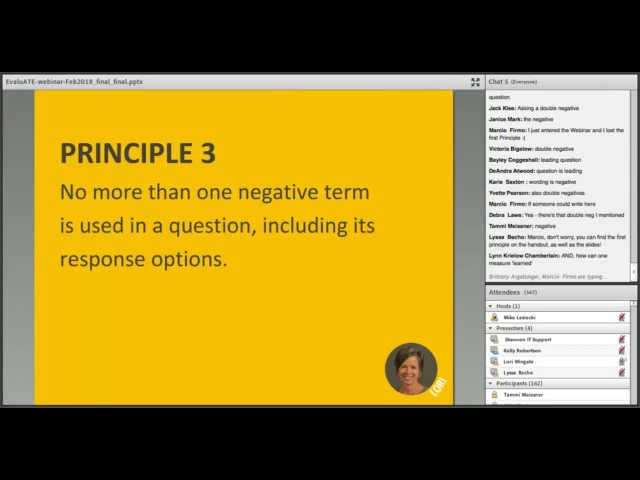 EvaluATE-webinar-Feb2018_final_final.pptx
PRINCIPLE 3
No more than one negative term
is used in a question, including its
response options.
LORI
Chat 5 (Everyone)
question
Jack Klee: Asking a double negative
Janice Mark: the negative
Marcio Firmo: I just entered the Webinar and I lost the
first Principle :(
Victoria Bigelow: double negative
Bayley Coggeshall: leading question
DeAndra Atwood: question is leading
Karie Saxton : wording is negative
Yvette Pearson: also double negatives
Marcio Firmo: If someone could write here
Debra Laws: Yes - there's that double neg I mentioned
Tammi Meissner: negative
Lyssa Becho: Marcio, don't worry, you can find the first
principle on the handout, as well as the slides!
Lynn Knielow Chamberlain: AND, how can one
measure 'learned'
Brittany Argotsinger, Marcio Firmo are typing...
Attendees (167)
Hosts (1)
Mike Lesiecki
Presenters (4)
Shannon IT Support
Kelly Robertson
Lori Wingate
Lyssa Becho
Participants (162)
Tammi Meissner